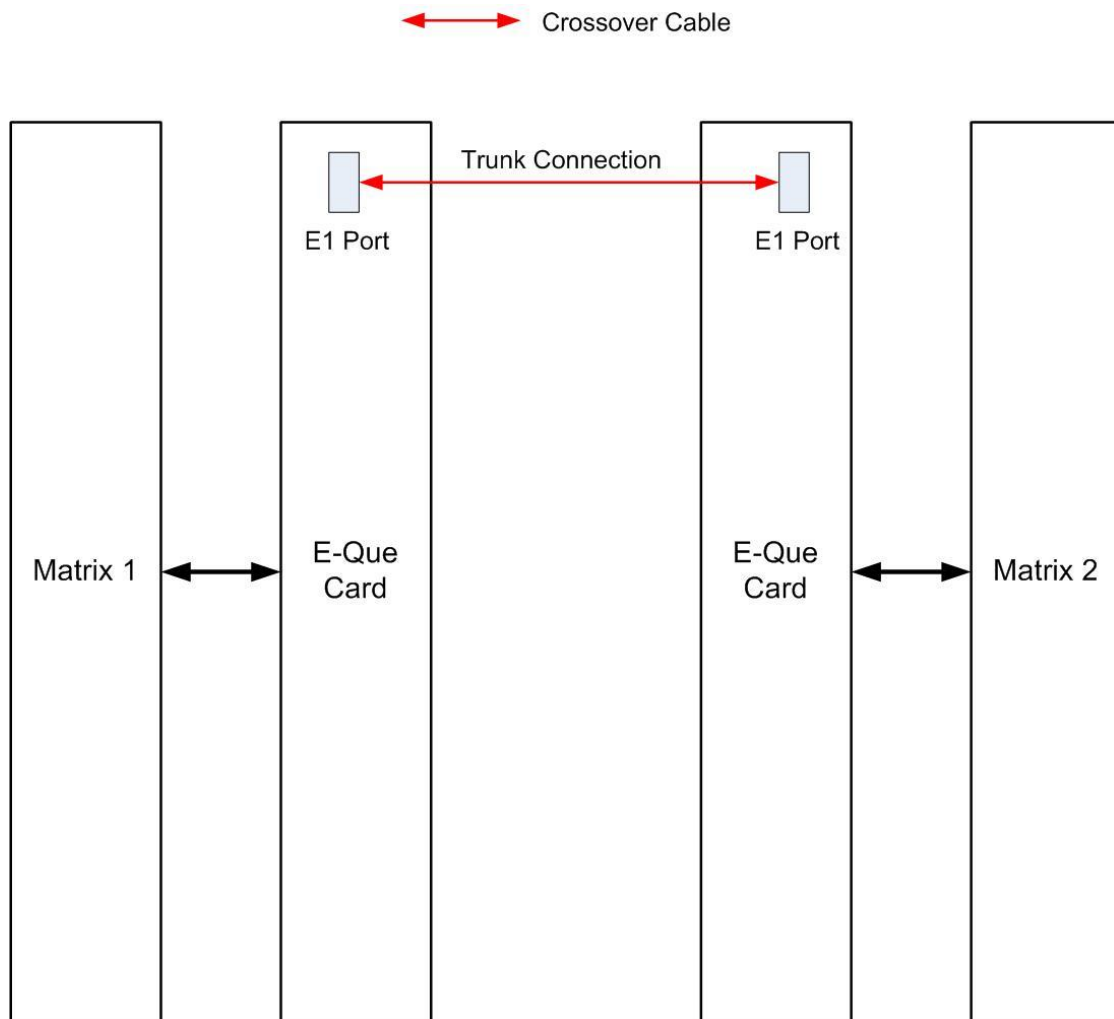 Crossover Cable
Trunk Connection
E1 Port
E1 Port
Matrix 1
E-Que
Card
E-Que
Card
Matrix 2